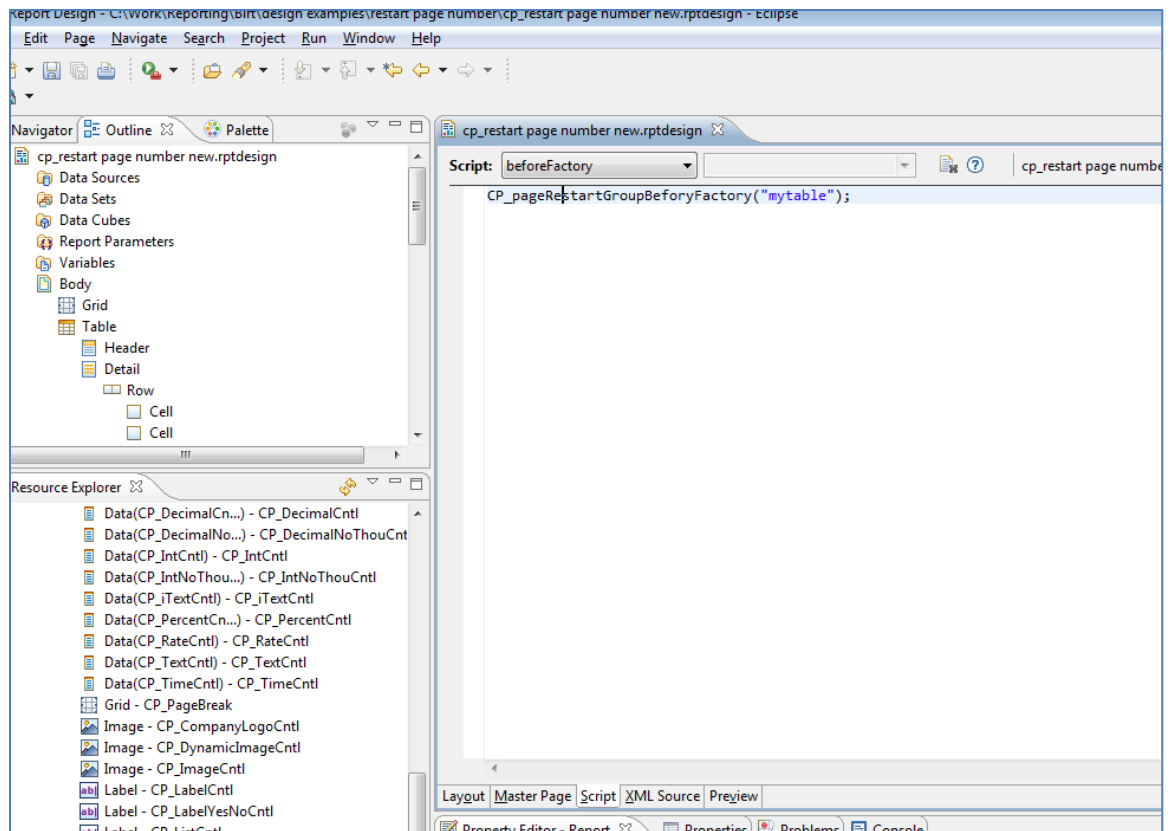 Report Design - C:\Work\Reporting\Birt\design examples\restart page number\cp_restart page number new.rptdesign - Eclipse
Edit Page Navigate Search Project Run Window Help
Navigator Outline Palette
cp_restart page number new.rptdesign
Data Sources
Data Sets
Data Cubes
Report Parameters
Variables
Body
Grid
Table
Header
Detail
Row
Cell
Cell
Resource Explorer
Data(CP_DecimalCn...) - CP_DecimalCntl
Data(CP_DecimalNo...) - CP_DecimalNoThouCnt
Data(CP_IntCntl) - CP_IntCntl
Data(CP_IntNoThou...) - CP_IntNoThouCntl
Data(CP_iTextCntl) - CP_iTextCntl
Data(CP_PercentCn...) - CP_PercentCntl
Data(CP_RateCntl) - CP_RateCntl
Data(CP_TextCntl) - CP_TextCntl
Data(CP_TimeCntl) - CP_TimeCntl
Grid - CP_PageBreak
Image - CP_CompanyLogoCntl
Image - CP_DynamicImageCntl
Image - CP_ImageCntl
Label - CP_LabelCntl
Label - CP_LabelYesNoCntl
Label - CP_ListCntl
cp_restart page number new.rptdesign
Script: beforeFactory cp_restart page numbe
CP_pageRestartGroupBeforyFactory("mytable");
Layout Master Page Script XML Source Preview
Property Editor - Report Properties Problems Console